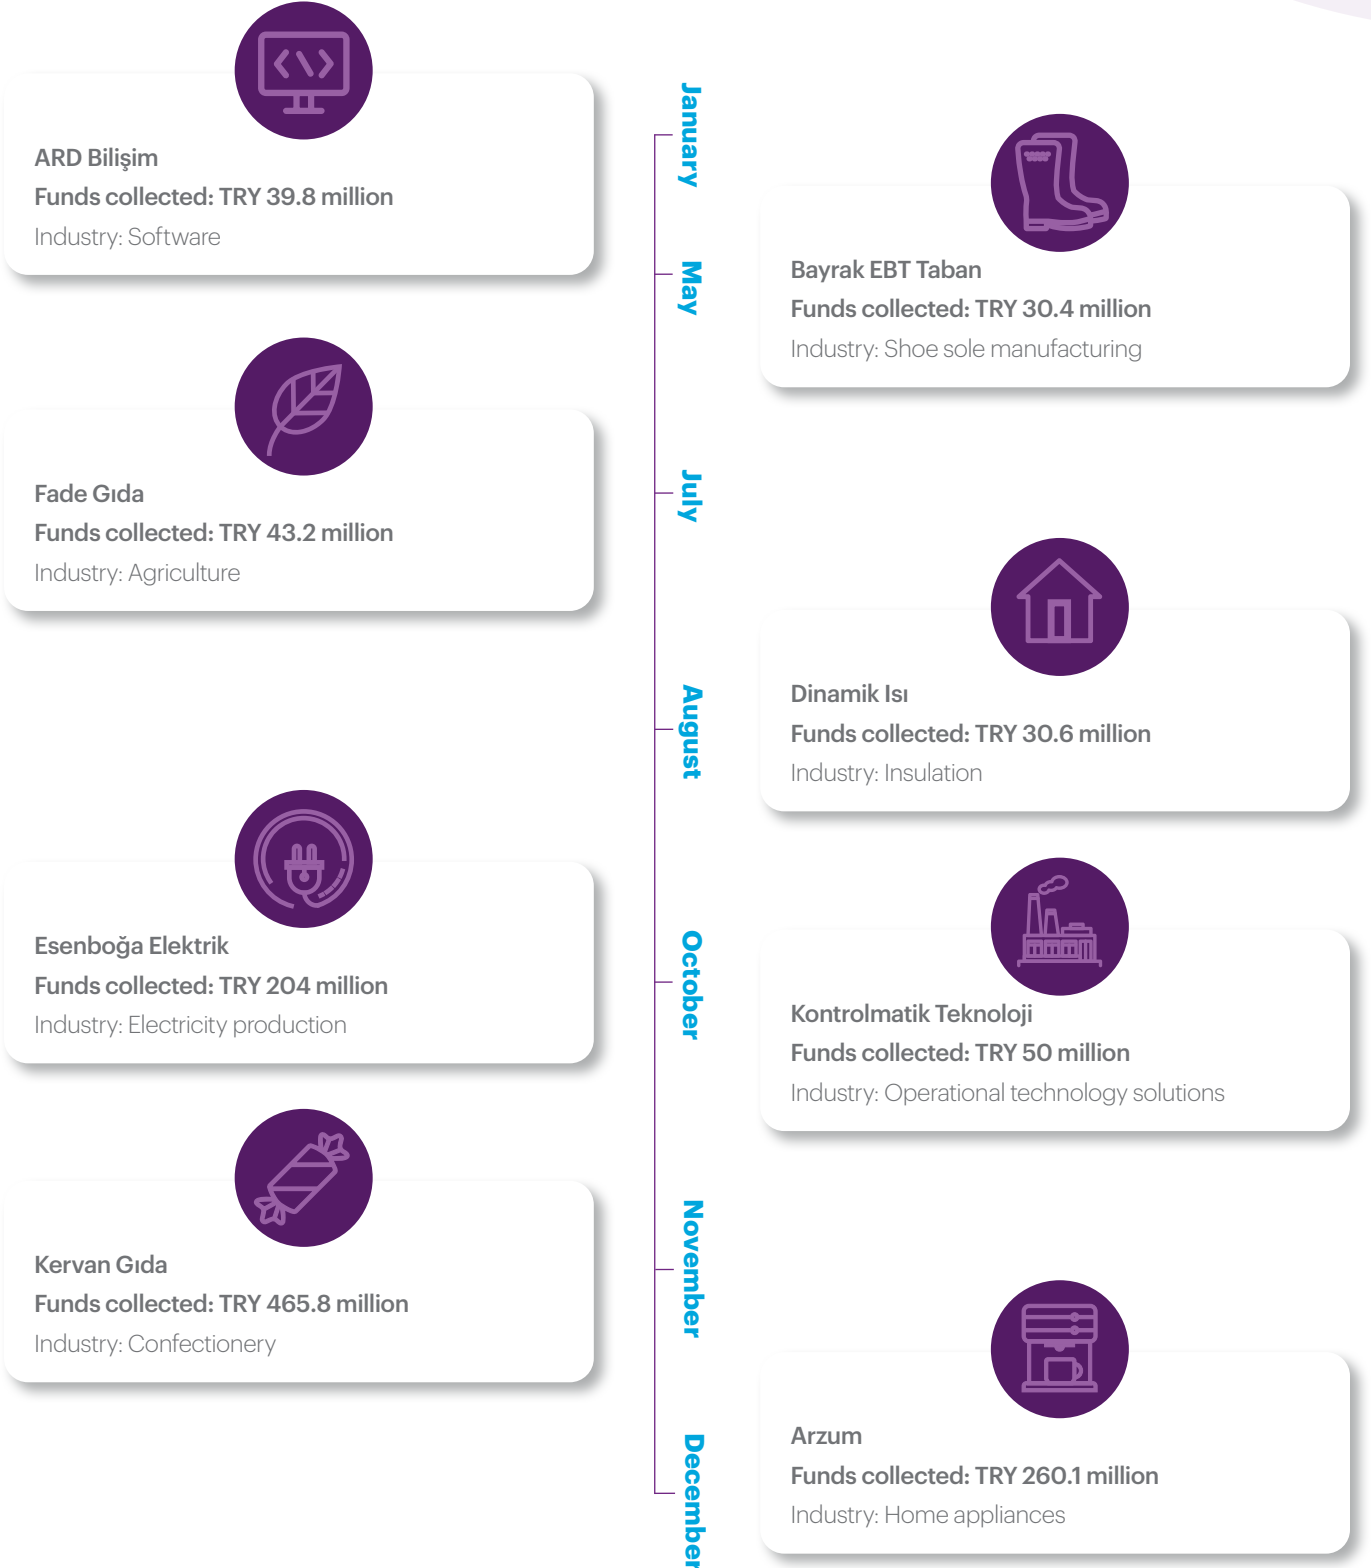 January
ARD Bilişim
Funds collected: TRY 39.8 million
Industry: Software
May
Bayrak EBT Taban
Funds collected: TRY 30.4 million
Industry: Shoe sole manufacturing
July
Fade Gıda
Funds collected: TRY 43.2 million
Industry: Agriculture
August
Dinamik Isı
Funds collected: TRY 30.6 million
Industry: Insulation
October
Esenboğa Elektrik
Funds collected: TRY 204 million
Industry: Electricity production
Kontrolmatik Teknoloji
Funds collected: TRY 50 million
Industry: Operational technology solutions
November
Kervan Gıda
Funds collected: TRY 465.8 million
Industry: Confectionery
December
Arzum
Funds collected: TRY 260.1 million
Industry: Home appliances